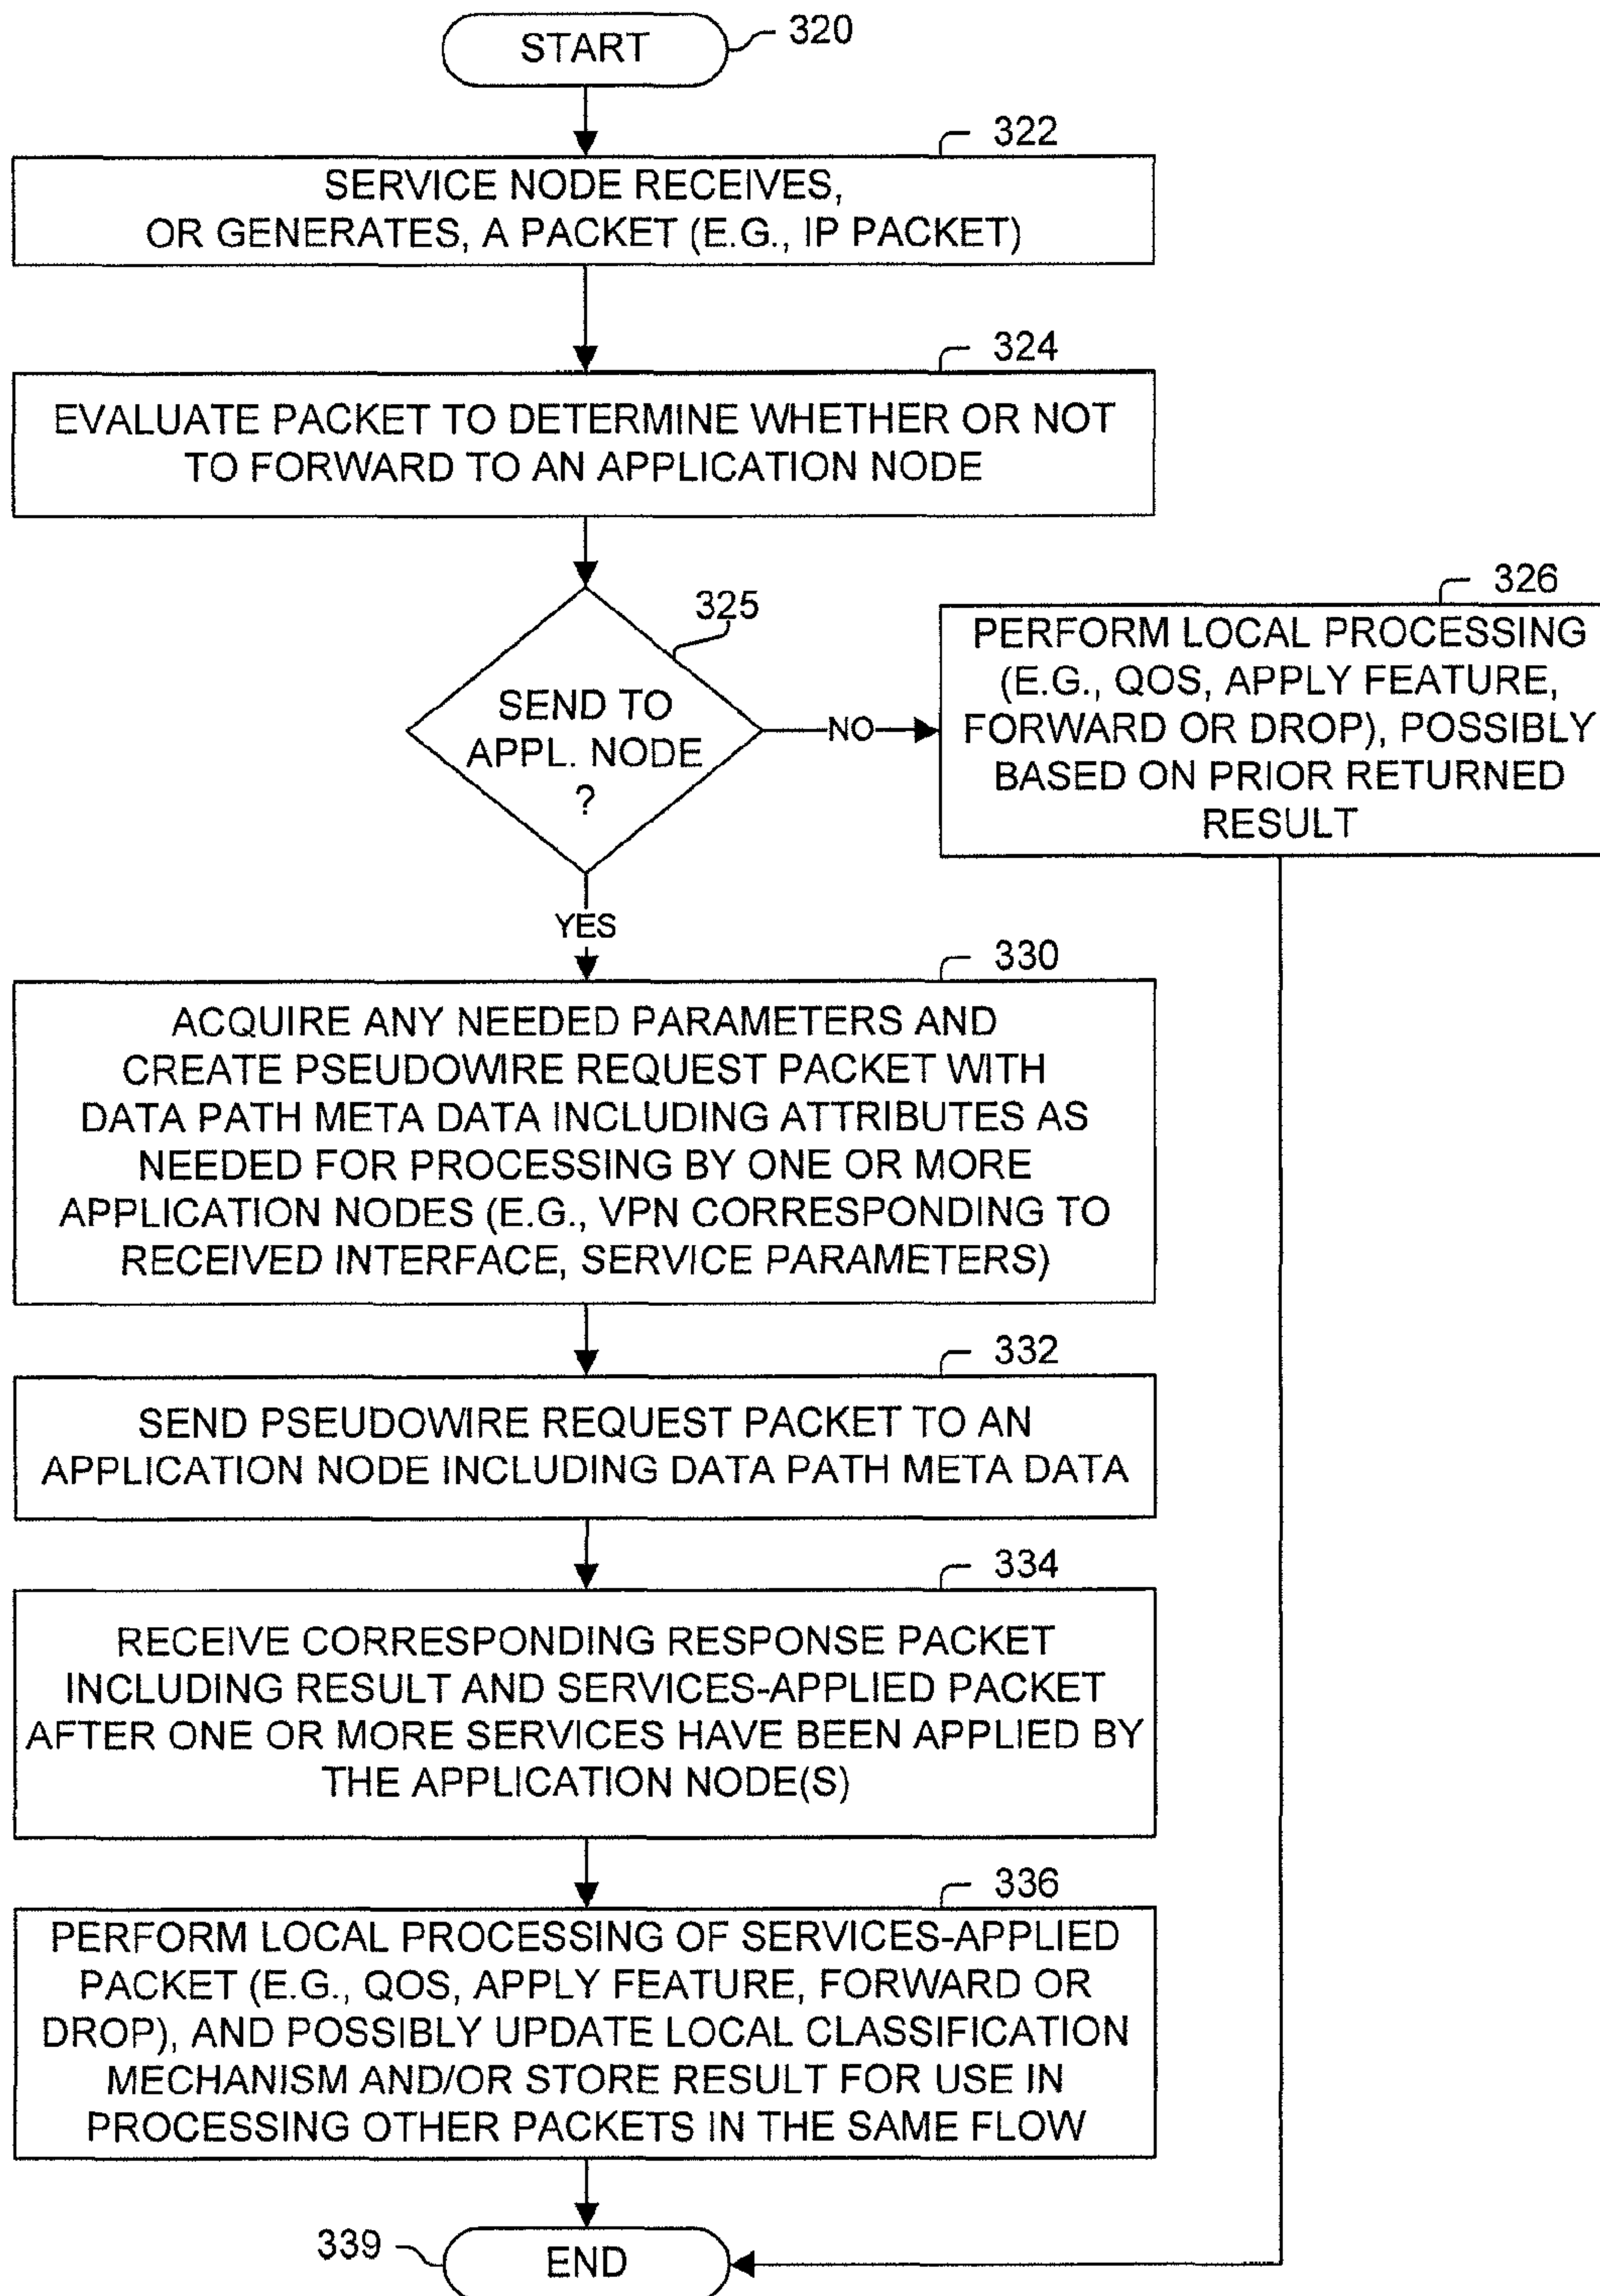 START
320
322
SERVICE NODE RECEIVES,
OR GENERATES, A PACKET (E.G., IP PACKET)
324
EVALUATE PACKET TO DETERMINE WHETHER OR NOT
TO FORWARD TO AN APPLICATION NODE
325
SEND TO
APPL. NODE
?
NO
326
PERFORM LOCAL PROCESSING
(E.G., QOS, APPLY FEATURE,
FORWARD OR DROP), POSSIBLY
BASED ON PRIOR RETURNED
RESULT
YES
330
ACQUIRE ANY NEEDED PARAMETERS AND
CREATE PSEUDOWIRE REQUEST PACKET WITH
DATA PATH META DATA INCLUDING ATTRIBUTES AS
NEEDED FOR PROCESSING BY ONE OR MORE
APPLICATION NODES (E.G., VPN CORRESPONDING TO
RECEIVED INTERFACE, SERVICE PARAMETERS)
332
SEND PSEUDOWIRE REQUEST PACKET TO AN
APPLICATION NODE INCLUDING DATA PATH META DATA
334
RECEIVE CORRESPONDING RESPONSE PACKET
INCLUDING RESULT AND SERVICES-APPLIED PACKET
AFTER ONE OR MORE SERVICES HAVE BEEN APPLIED BY
THE APPLICATION NODE(S)
336
PERFORM LOCAL PROCESSING OF SERVICES-APPLIED
PACKET (E.G., QOS, APPLY FEATURE, FORWARD OR
DROP), AND POSSIBLY UPDATE LOCAL CLASSIFICATION
MECHANISM AND/OR STORE RESULT FOR USE IN
PROCESSING OTHER PACKETS IN THE SAME FLOW
339
END